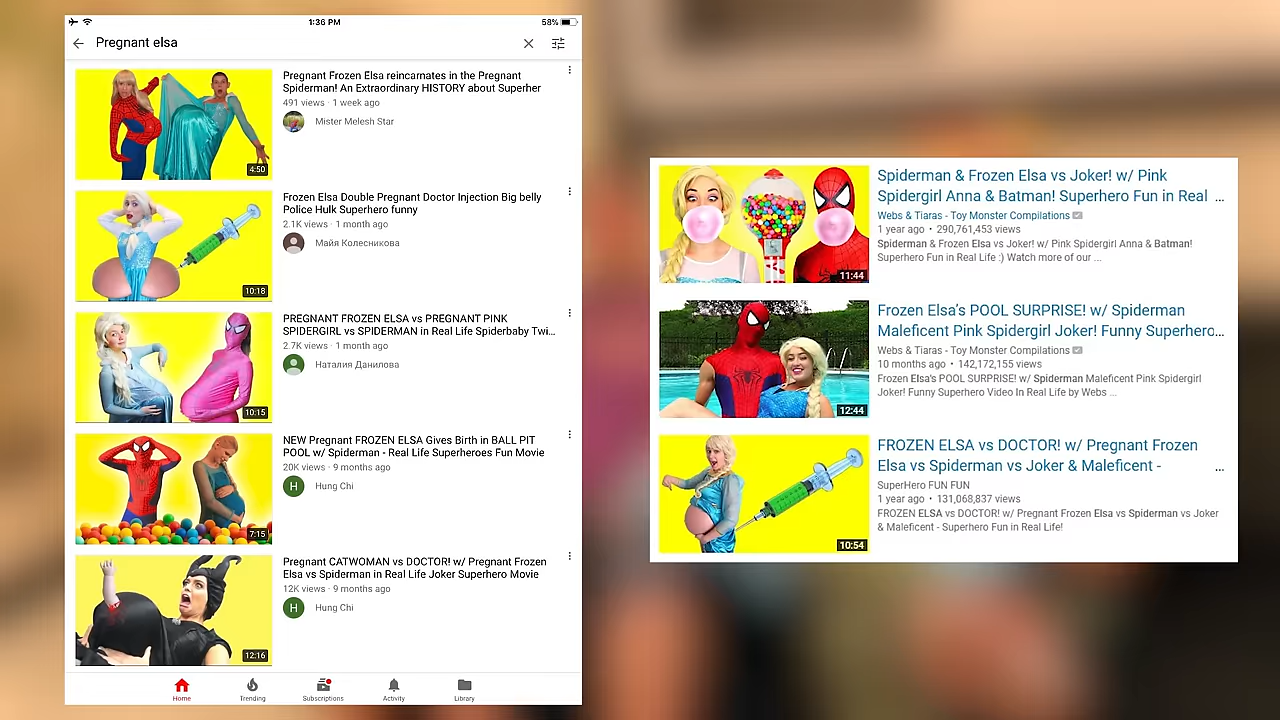 1:36 PM
58%
Pregnant elsa
Pregnant Frozen Elsa reincarnates in the Pregnant
Spiderman! An Extraordinary HISTORY about Superher
491 views · 1 week ago
Mister Melesh Star
4:50
Frozen Elsa Double Pregnant Doctor Injection Big belly
Police Hulk Superhero funny
2.1K views · 1 month ago
Майя Колесникова
10:18
PREGNANT FROZEN ELSA vs PREGNANT PINK
SPIDERGIRL vs SPIDERMAN in Real Life Spiderbaby Twi...
2.7K views · 1 month ago
Наталия Данилова
10:15
NEW Pregnant FROZEN ELSA Gives Birth in BALL PIT
POOL w/ Spiderman - Real Life Superheroes Fun Movie
20K views · 9 months ago
H Hung Chi
7:15
Pregnant CATWOMAN vs DOCTOR! w/ Pregnant Frozen
Elsa vs Spiderman in Real Life Joker Superhero Movie
12K views · 9 months ago
H Hung Chi
12:16
Home Trending Subscriptions Activity Library
Spiderman & Frozen Elsa vs Joker! w/ Pink
Spidergirl Anna & Batman! Superhero Fun in Real ...
Webs & Tiaras - Toy Monster Compilations
1 year ago • 290,761,453 views
Spiderman & Frozen Elsa vs Joker! w/ Pink Spidergirl Anna & Batman!
Superhero Fun in Real Life :) Watch more of our ...
11:44
Frozen Elsa's POOL SURPRISE! w/ Spiderman
Maleficent Pink Spidergirl Joker! Funny Superhero...
Webs & Tiaras - Toy Monster Compilations
10 months ago • 142,172,155 views
Frozen Elsa's POOL SURPRISE! w/ Spiderman Maleficent Pink Spidergirl
Joker! Funny Superhero Video In Real Life by Webs ...
12:44
FROZEN ELSA vs DOCTOR! w/ Pregnant Frozen
Elsa vs Spiderman vs Joker & Maleficent - ...
SuperHero FUN FUN
1 year ago • 131,068,837 views
FROZEN ELSA vs DOCTOR! w/ Pregnant Frozen Elsa vs Spiderman vs Joker
& Maleficent - Superhero Fun in Real Life!
10:54